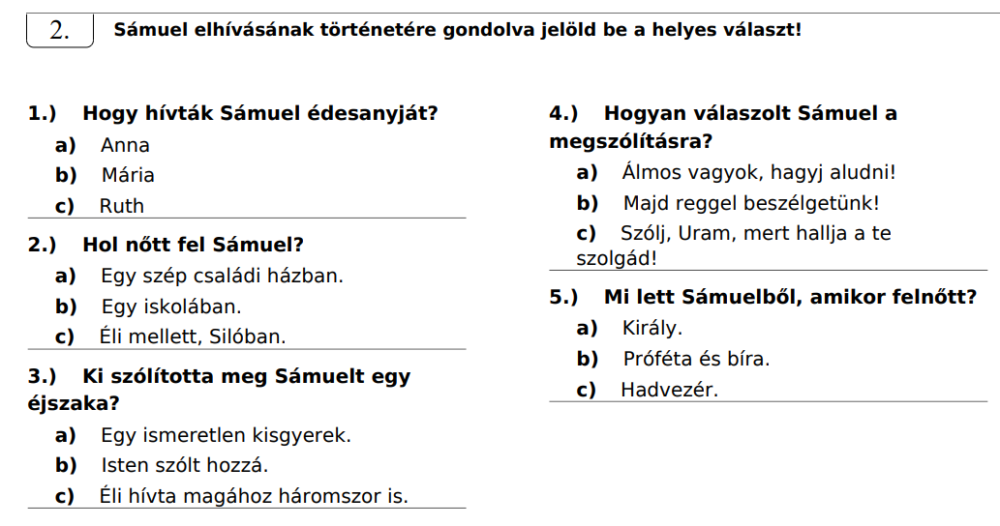 2.
Sámuel elhívásának történetére gondolva jelöld be a helyes választ!
1.) Hogy hívták Sámuel édesanyját?
a) Anna
b) Mária
c) Ruth
2.) Hol nőtt fel Sámuel?
a) Egy szép családi házban.
b) Egy iskolában.
c) Éli mellett, Silóban.
3.) Ki szólította meg Sámuelt egy
éjszaka?
a) Egy ismeretlen kisgyerek.
b) Isten szólt hozzá.
c) Éli hívta magához háromszor is.
4.) Hogyan válaszolt Sámuel a
megszólításra?
a) Álmos vagyok, hagyj aludni!
b) Majd reggel beszélgetünk!
c) Szólj, Uram, mert hallja a te
szolgád!
5.) Mi lett Sámuelből, amikor felnőtt?
a) Király.
b) Próféta és bíra.
c) Hadvezér.